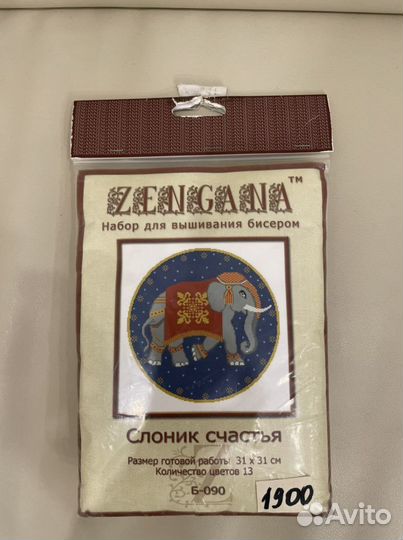 ZENGANA™
Набор для вышивания бисером
Слоник счастья
Размер готовой работы 31 x 31 см
Количество цветов 13
Б-090
1900
Avito